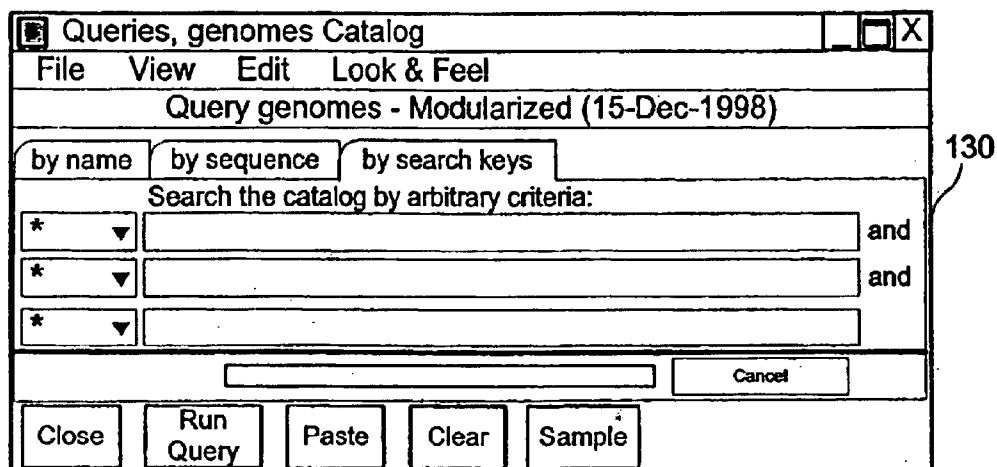 Queries, genomes Catalog _ X
File View Edit Look & Feel
Query genomes - Modularized (15-Dec-1998)
by name by sequence by search keys
130
Search the catalog by arbitrary criteria:
* and
* and
*
Cancel
Close Run Query Paste Clear Sample